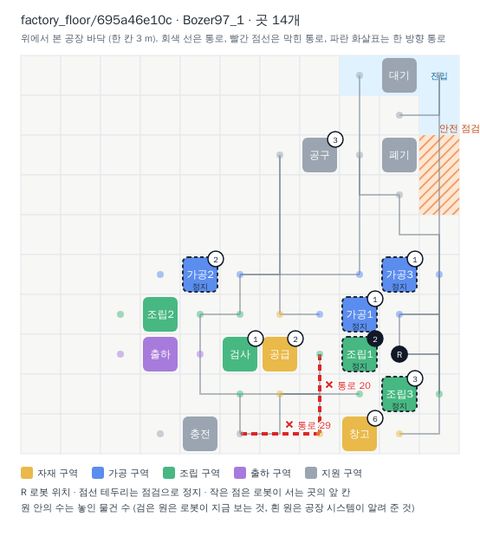 factory_floor/695a46e10c · Bozer97_1 · 곳 14개
위에서 본 공장 바닥 (한 칸 3 m). 회색 선은 통로, 빨간 점선은 막힌 통로, 파란 화살표는 한 방향 통로
대기
전립
안전 점검
3
공구
폐기
2
가공2
정지
1
가공3
정지
1
가공1
정지
조립2
출하
1
검사
2
공급
2
조립1
정지
R
3
조립3
정지
✕ 통로 20
✕ 통로 29
충전
6
창고
자재 구역
가공 구역
조립 구역
출하 구역
지원 구역
R 로봇 위치 · 점선 테두리는 점검으로 정지 · 작은 점은 로봇이 서는 곳의 앞 칸
원 안의 수는 놓인 물건 수 (검은 원은 로봇이 지금 보는 것, 흰 원은 공장 시스템이 알려 준 것)